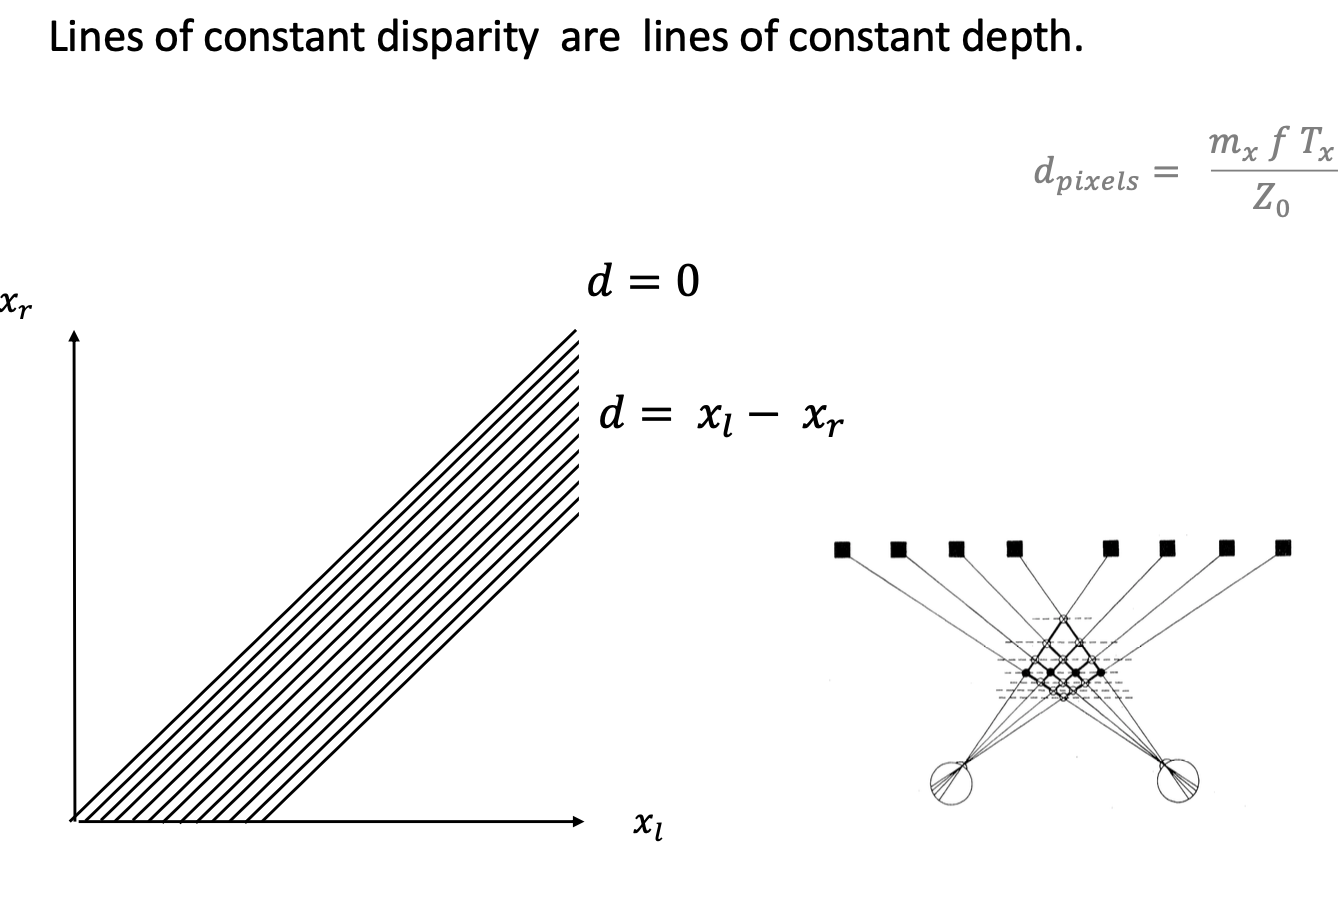 Lines of constant disparity are lines of constant depth.
d_{pixels} = \frac{m_x f T_x}{Z_0}
d = 0
x_r
d = x_l − x_r
x_l